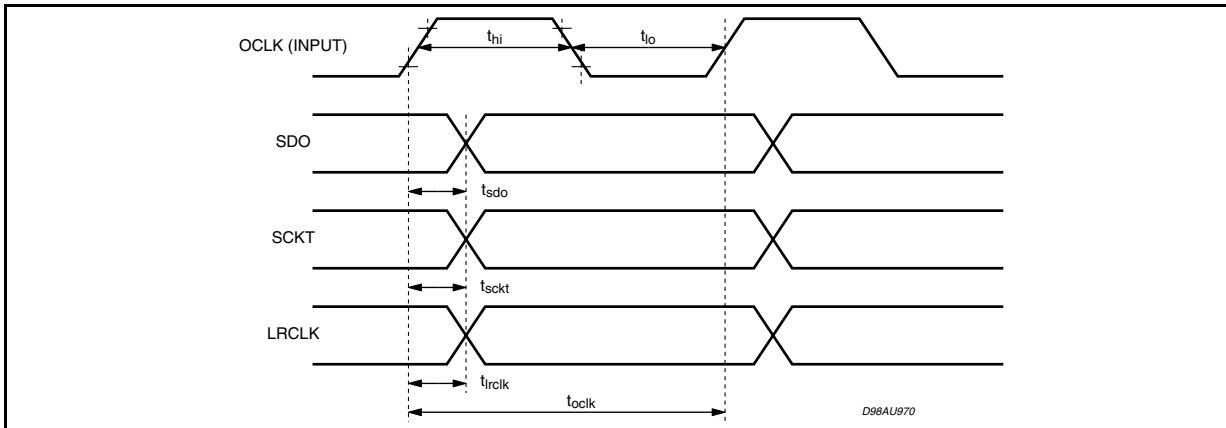 OCLK (INPUT)
thi
tlo
SDO
tsdo
SCKT
tsckt
LRCLK
tlrclk
toclk
D98AU970